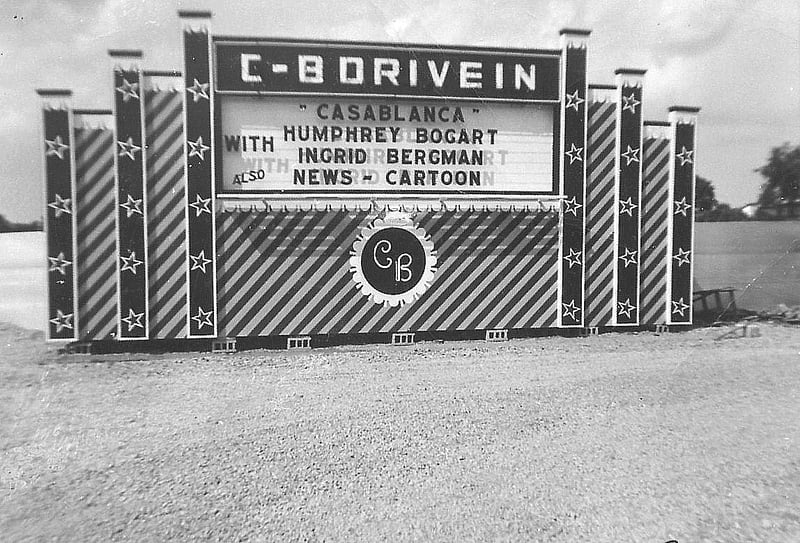 C-B DRIVE IN
"CASABLANCA"
WITH HUMPHREY BOGART
INGRID BERGMAN
ALSO NEWS - CARTOON
CB